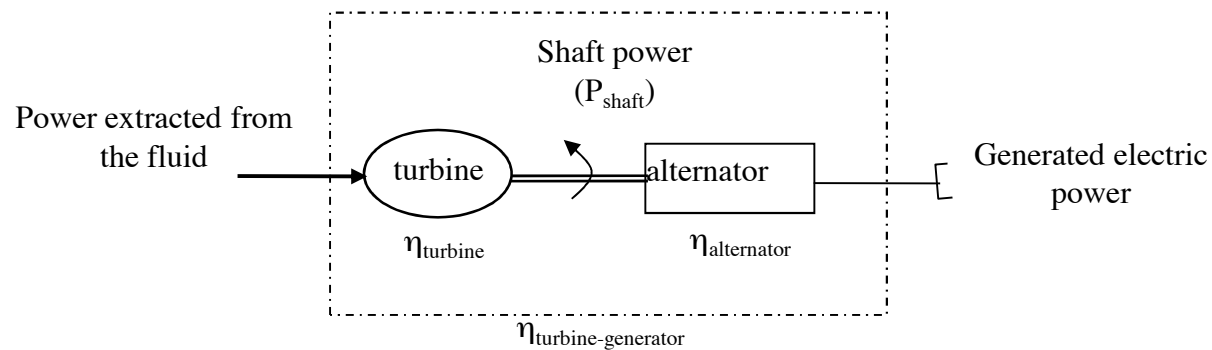 Shaft power
(P_shaft)
Power extracted from
the fluid
turbine
alternator
Generated electric
power
η_turbine
η_alternator
η_turbine-generator